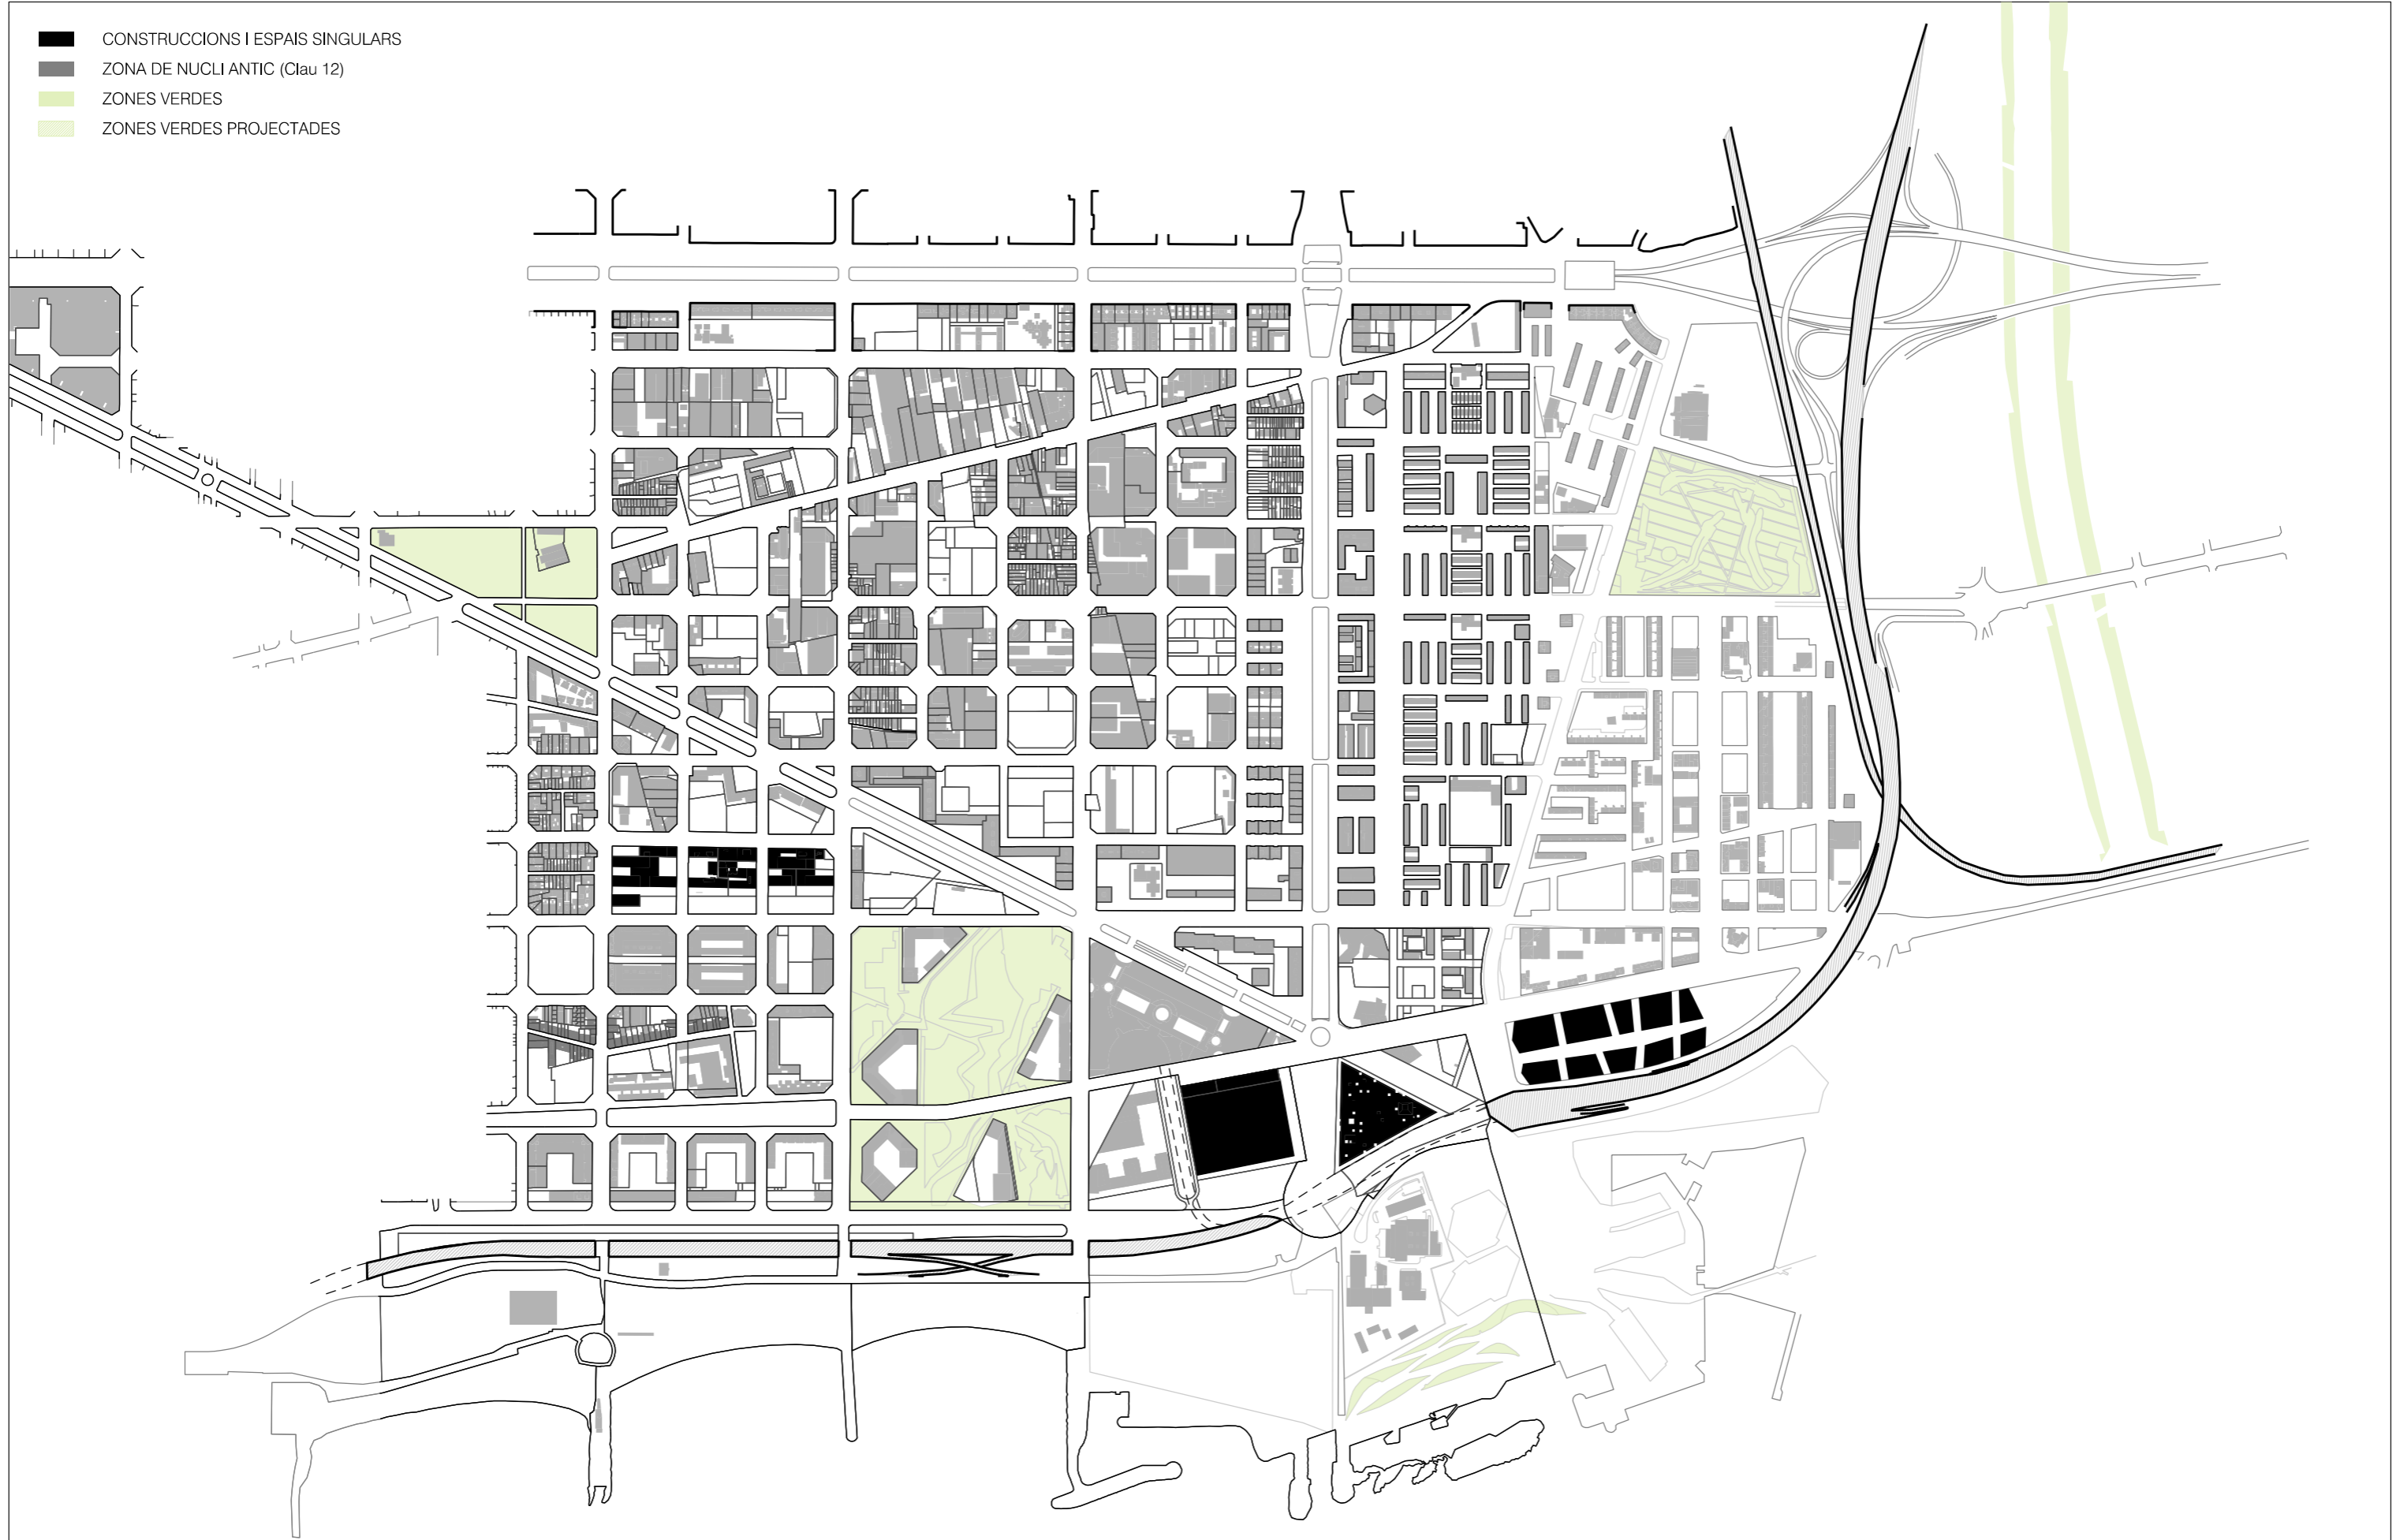 CONSTRUCCIONS I ESPAIS SINGULARS
ZONA DE NUCLI ANTIC (Clau 12)
ZONES VERDES
ZONES VERDES PROJECTADES